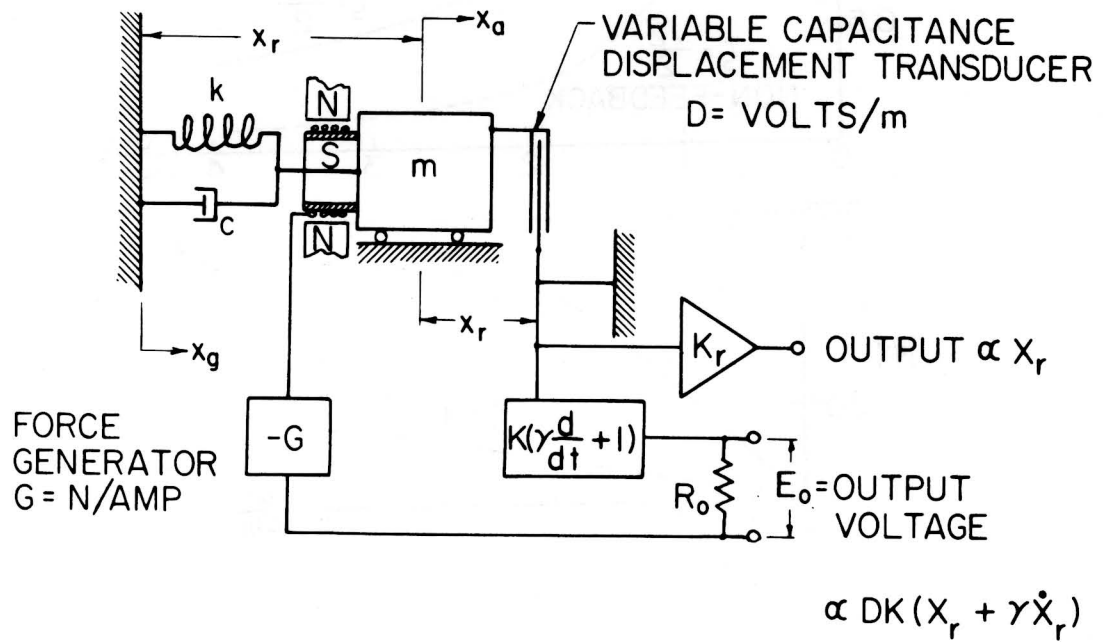 x_r
x_a
VARIABLE CAPACITANCE
DISPLACEMENT TRANSDUCER
D= VOLTS/m
k
N
S
m
c
N
x_r
x_g
K_r
OUTPUT ∝ X_r
FORCE
GENERATOR
G= N/AMP
-G
K(γ d/dt +1)
R_o
E_o=OUTPUT
VOLTAGE
∝ DK(X_r + γẊ_r)